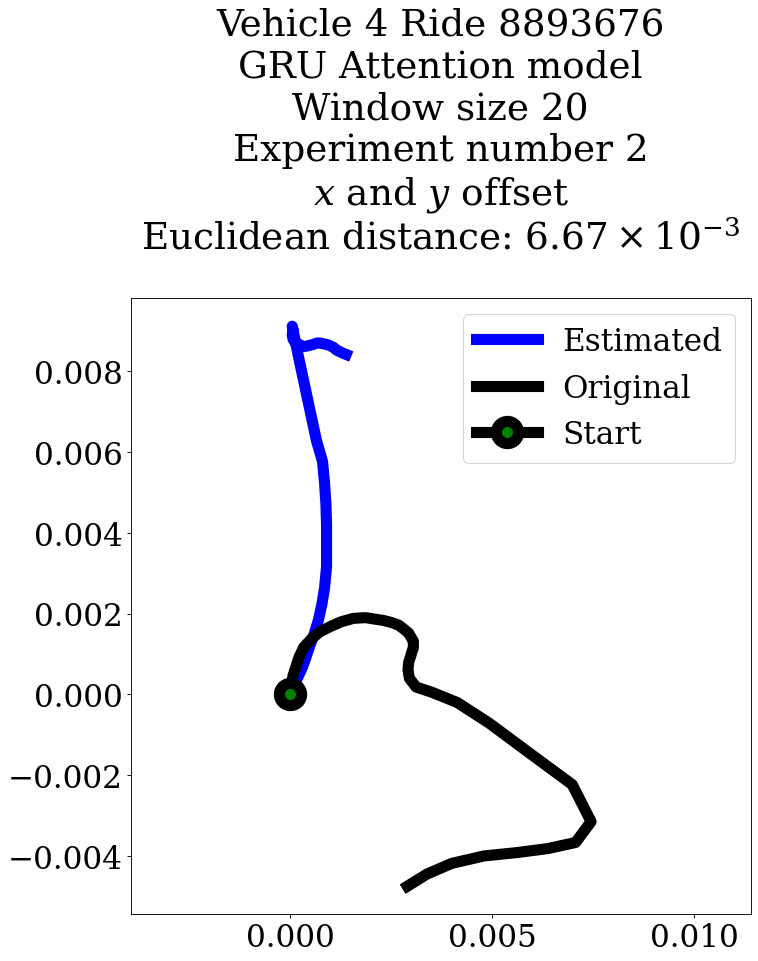 Vehicle 4 Ride 8893676
GRU Attention model
Window size 20
Experiment number 2
x and y offset
Euclidean distance: 6.67 × 10⁻³
Estimated
Original
Start
0.008
0.006
0.004
0.002
0.000
−0.002
−0.004
0.000 0.005 0.010